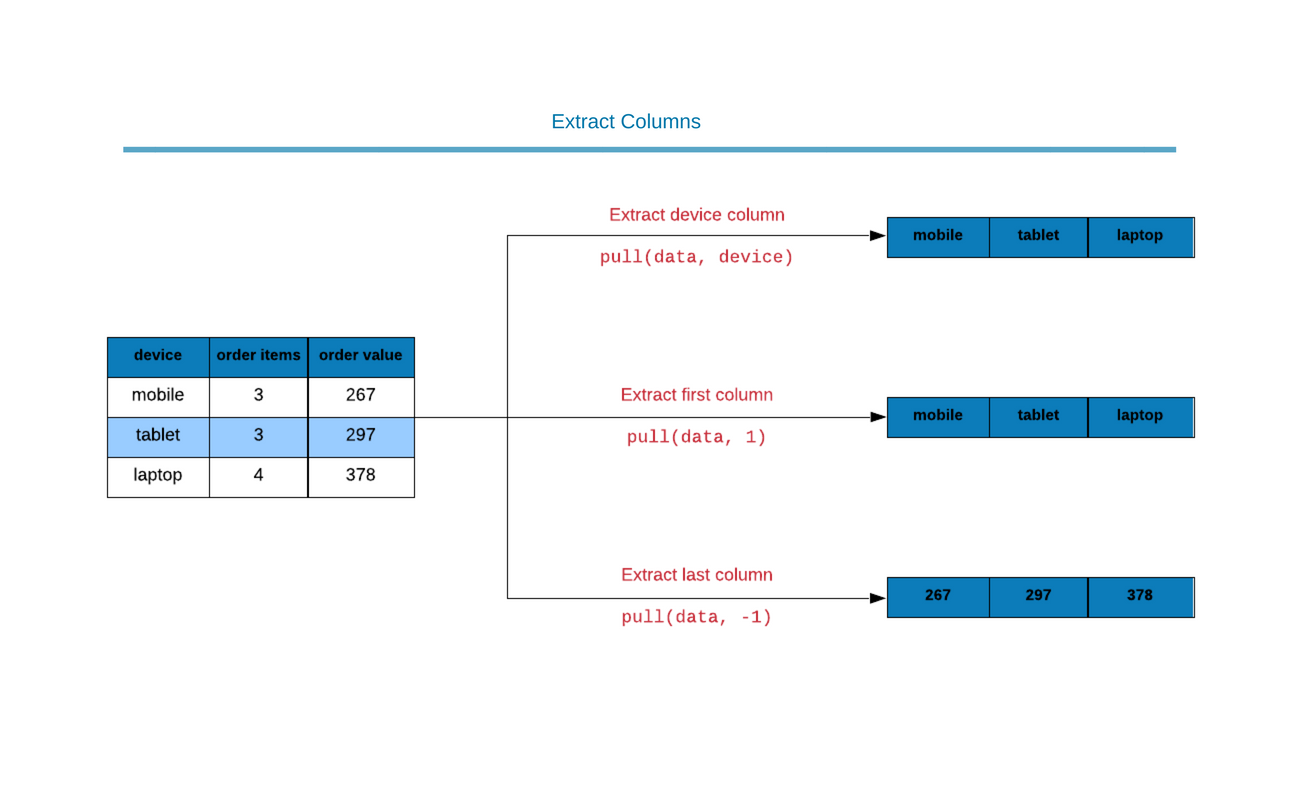 Extract Columns
Extract device column
pull(data, device)
mobile tablet laptop
device order items order value
mobile 3 267
tablet 3 297
laptop 4 378
Extract first column
pull(data, 1)
mobile tablet laptop
Extract last column
pull(data, -1)
267 297 378